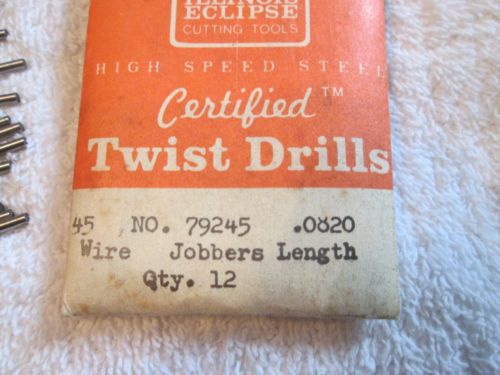 ILLINOIS
ECLIPSE
CUTTING TOOLS
HIGH SPEED STEEL
Certified™
Twist Drills
45 NO. 79245 .0820
Wire Jobbers Length
Qty. 12